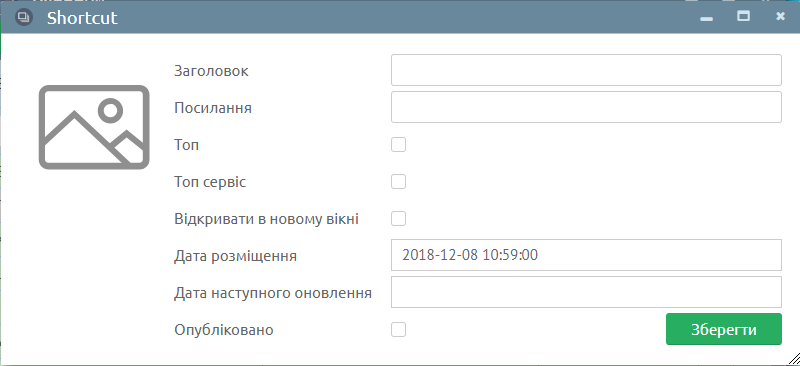 Shortcut
Заголовок
Посилання
Топ
Топ сервіс
Відкривати в новому вікні
Дата розміщення 2018-12-08 10:59:00
Дата наступного оновлення
Опубліковано Зберегти